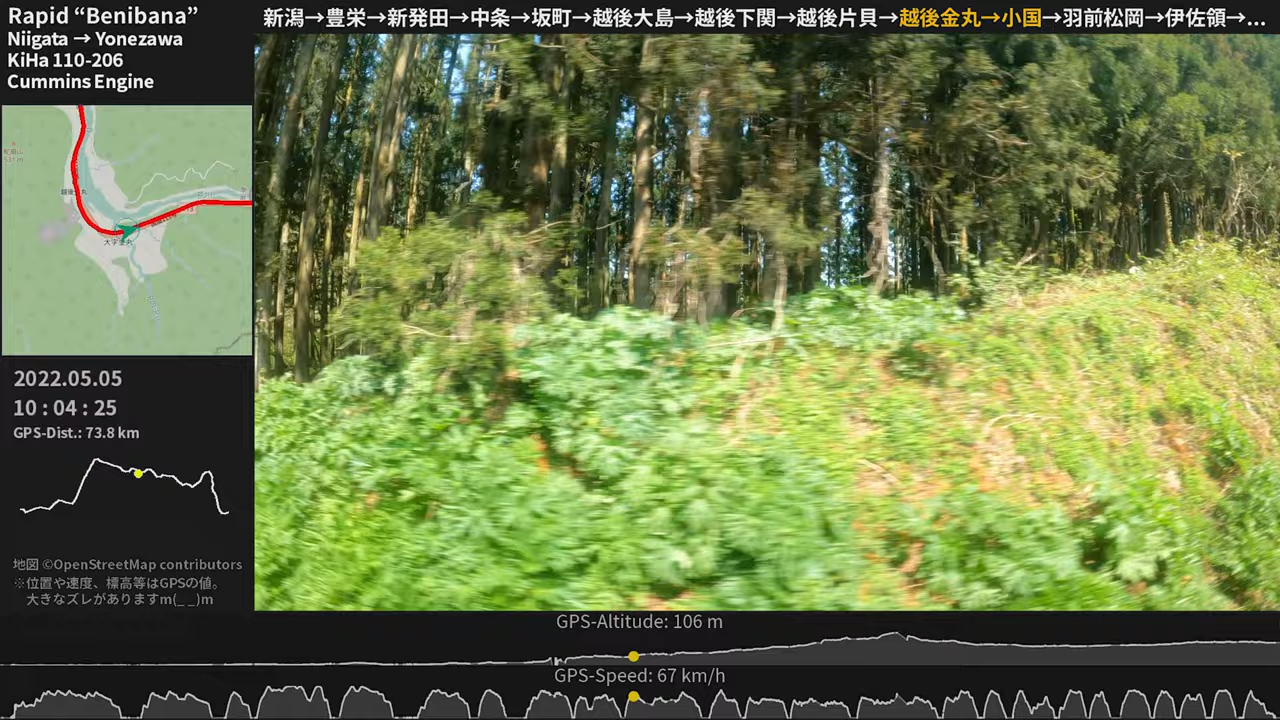 Rapid “Benibana”
Niigata → Yonezawa
KiHa 110-206
Cummins Engine
新潟→豊栄→新発田→中条→坂町→越後大島→越後下関→越後片貝→越後金丸→小国→羽前松岡→伊佐領→...
大字金丸
2022.05.05
10 : 04 : 25
GPS-Dist.: 73.8 km
地図 ©OpenStreetMap contributors
※位置や速度、標高等はGPSの値。
大きなズレがありますm(_ _)m
GPS-Altitude: 106 m
GPS-Speed: 67 km/h